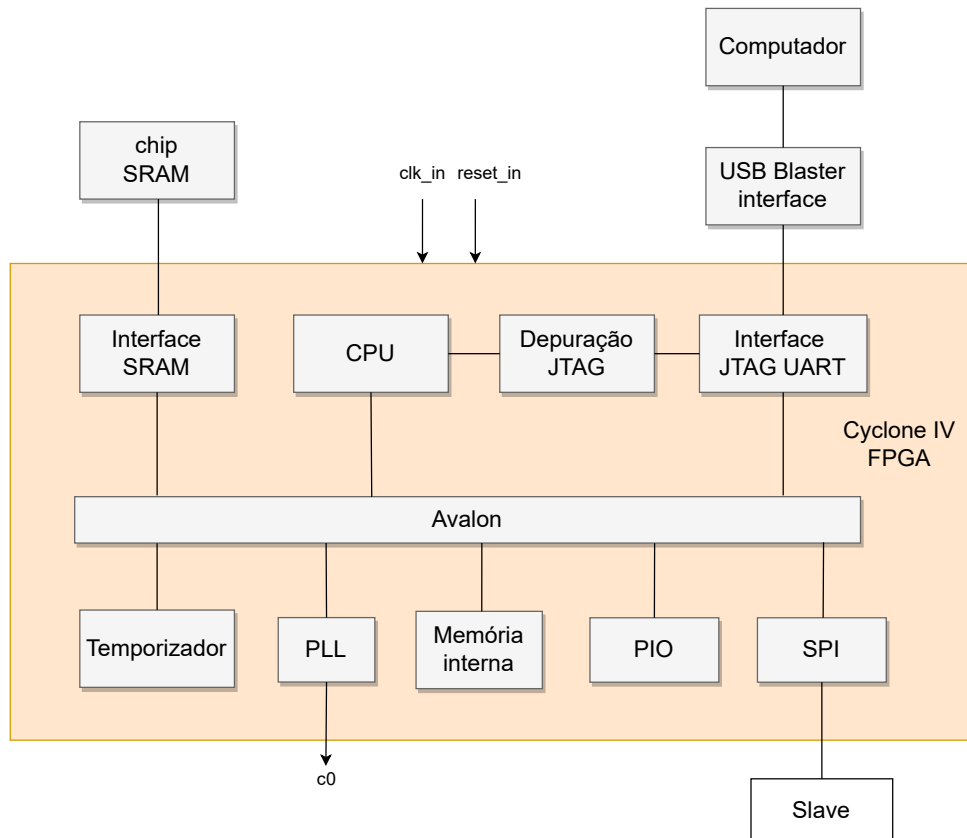 Computador
chip
SRAM
USB Blaster
interface
clk_in
reset_in
Interface
SRAM
CPU
Depuração
JTAG
Interface
JTAG UART
Cyclone IV
FPGA
Avalon
Temporizador
PLL
Memória
interna
PIO
SPI
c0
Slave